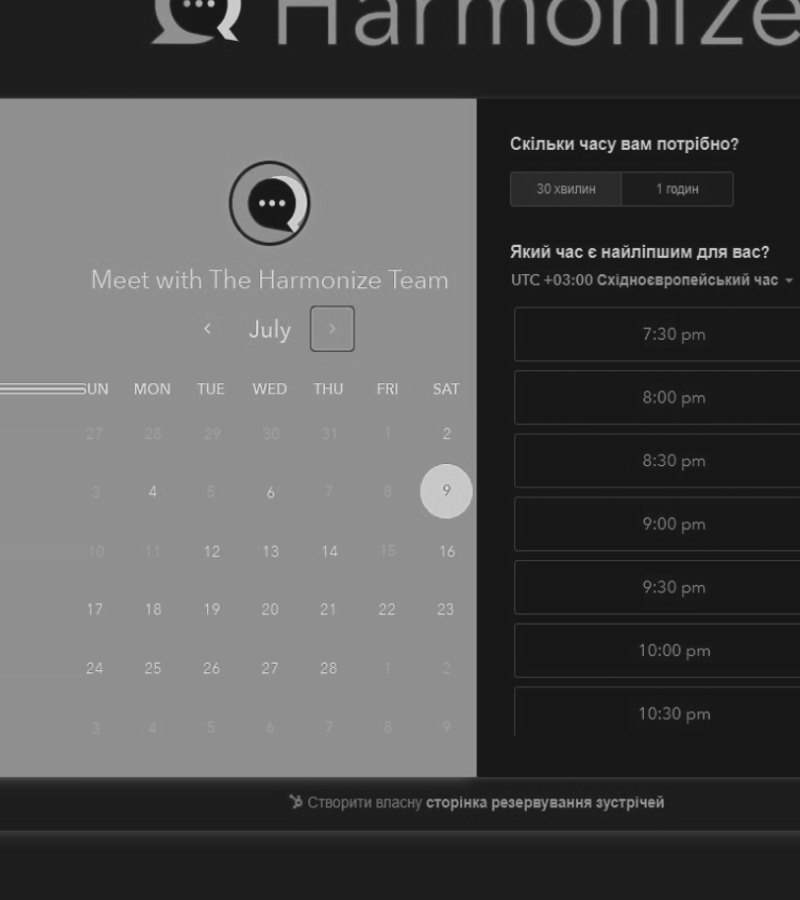 Harmonize
Meet with The Harmonize Team
July
SUN MON TUE WED THU FRI SAT
27 28 29 30 31 1 2
3 4 5 6 7 8 9
10 11 12 13 14 15 16
17 18 19 20 21 22 23
24 25 26 27 28 1 2
3 4 5 6 7 8 9
Скільки часу вам потрібно?
30 хвилин 1 годин
Який час є найліпшим для вас?
UTC +03:00 Східноєвропейський час
7:30 pm
8:00 pm
8:30 pm
9:00 pm
9:30 pm
10:00 pm
10:30 pm
Створити власну сторінка резервування зустрічей